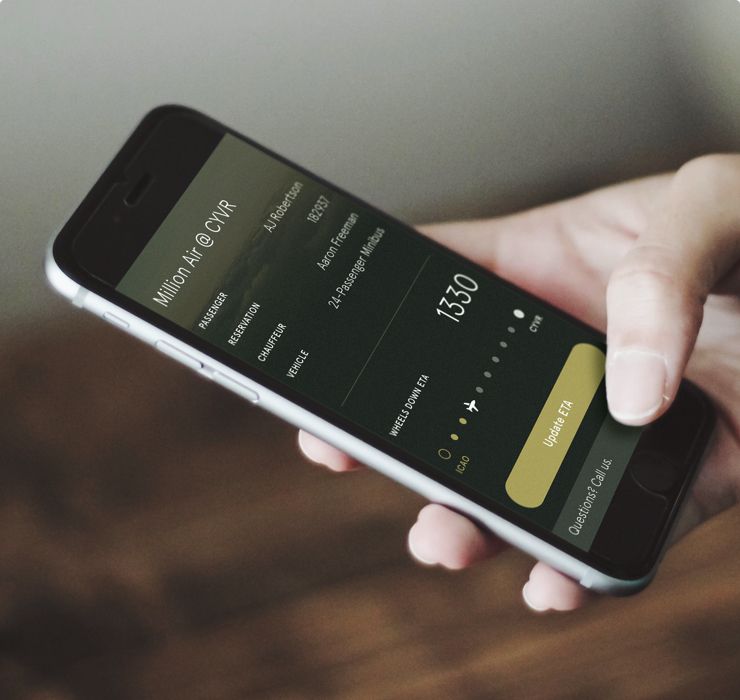 Million Air @ CYVR
PASSENGER AJ Robertson
RESERVATION 182937
CHAUFFEUR Aaron Freeman
VEHICLE 24-Passenger Minibus
WHEELS DOWN ETA 1330
ICAO CYVR
Update ETA
Questions? Call us.